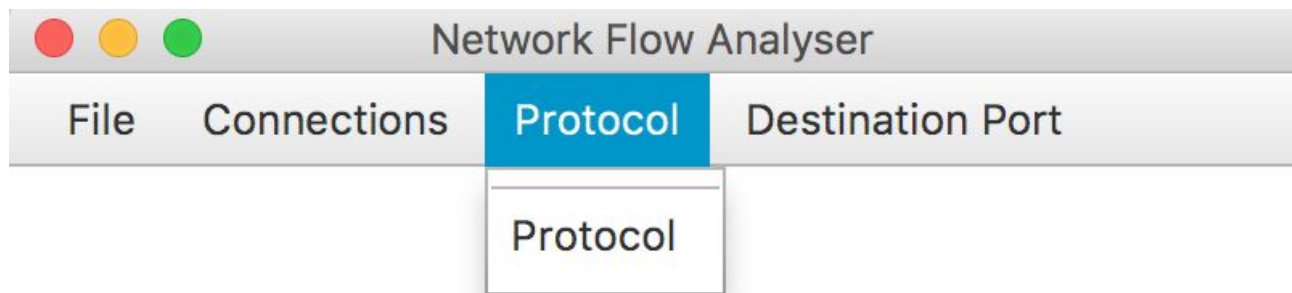 Network Flow Analyser
File Connections Protocol Destination Port
Protocol